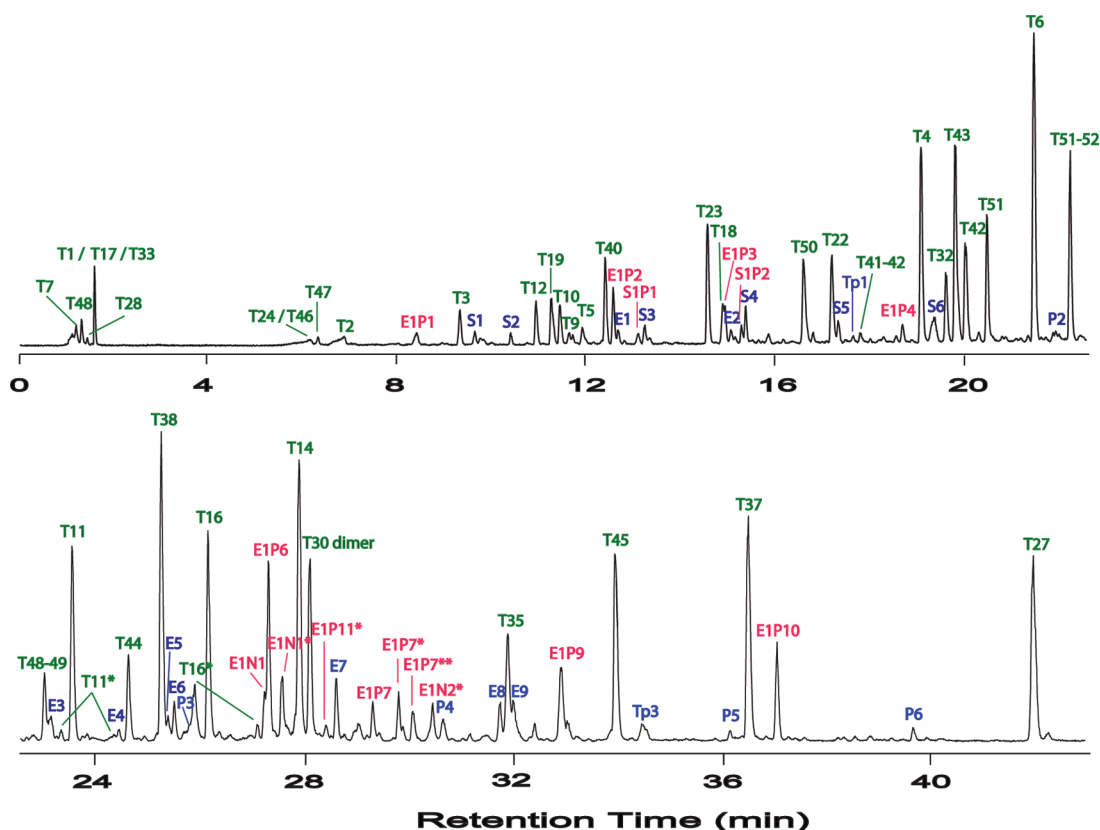 T6
T4
T43
T51-52
T23
T18
E1P3
S1P2
S4
E2
T50
T22
T41-42
Tp1
S5
E1P4
T32
S6
T42
T51
P2
T1 / T17 / T33
T7
T48
T28
T47
T24 / T46
T2
E1P1
T3
S1
S2
T12
T19
T10
T9
T5
T40
E1P2
E1
S1P1
S3
0 4 8 12 16 20
T38
T14
T11
T16
T30 dimer
T37
T45
T27
E1P6
T44
E5
E6
P3
T16*
E1N1
E1N1*
E1P11*
E7
E1P7
E1P7*
E1P7**
E1N2*
P4
T35
E8
E9
E1P9
Tp3
P5
E1P10
P6
T48-49
E3
T11*
E4
24 28 32 36 40
Retention Time (min)